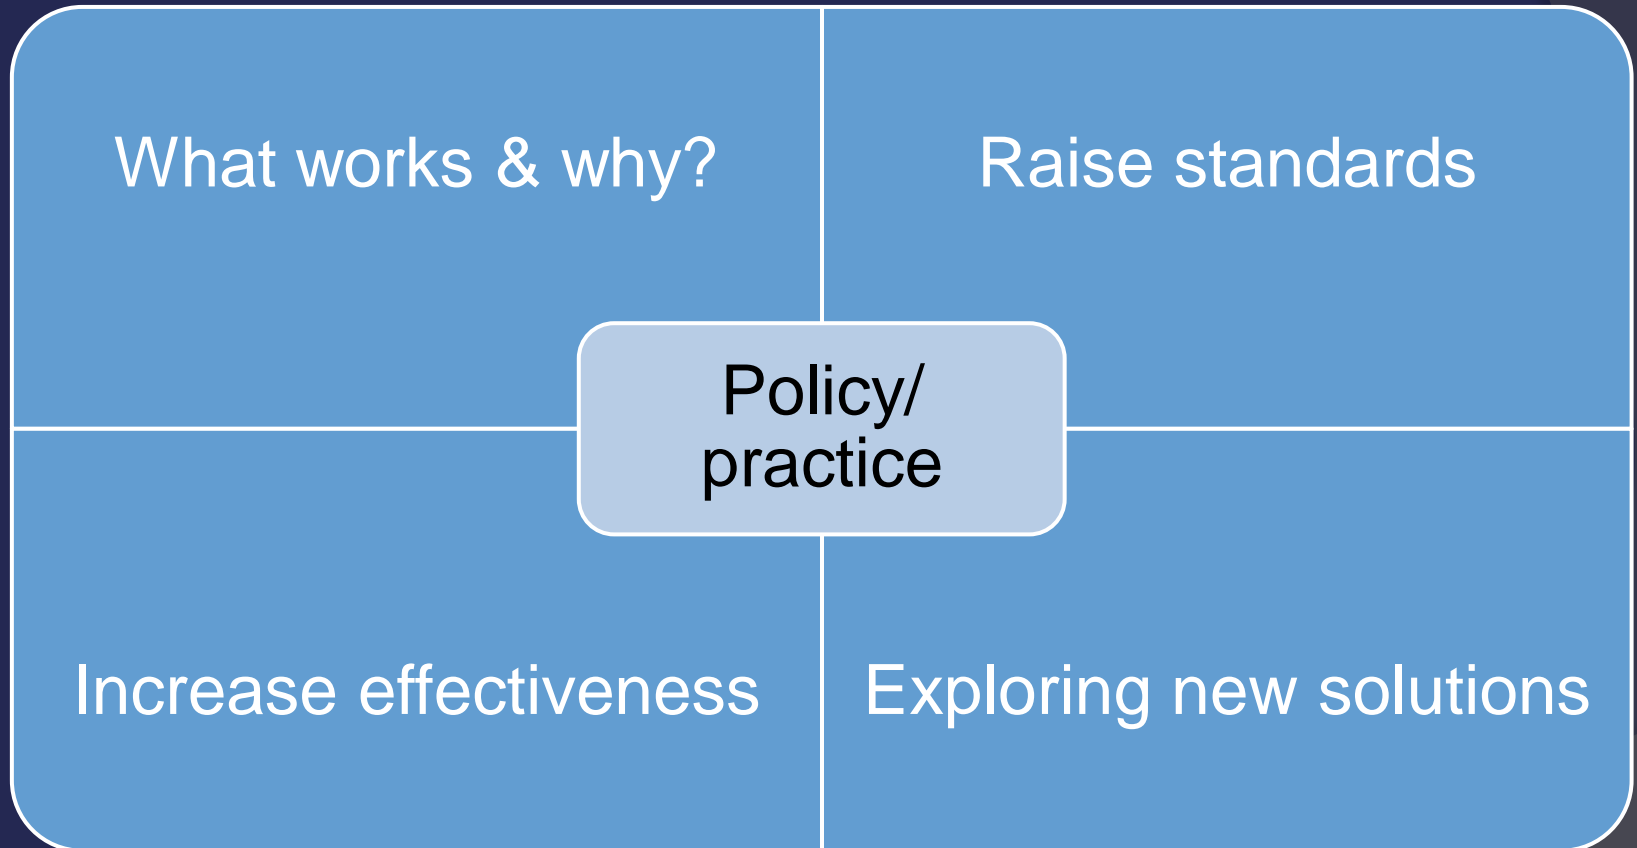 What works & why?
Raise standards
Policy/
practice
Increase effectiveness
Exploring new solutions